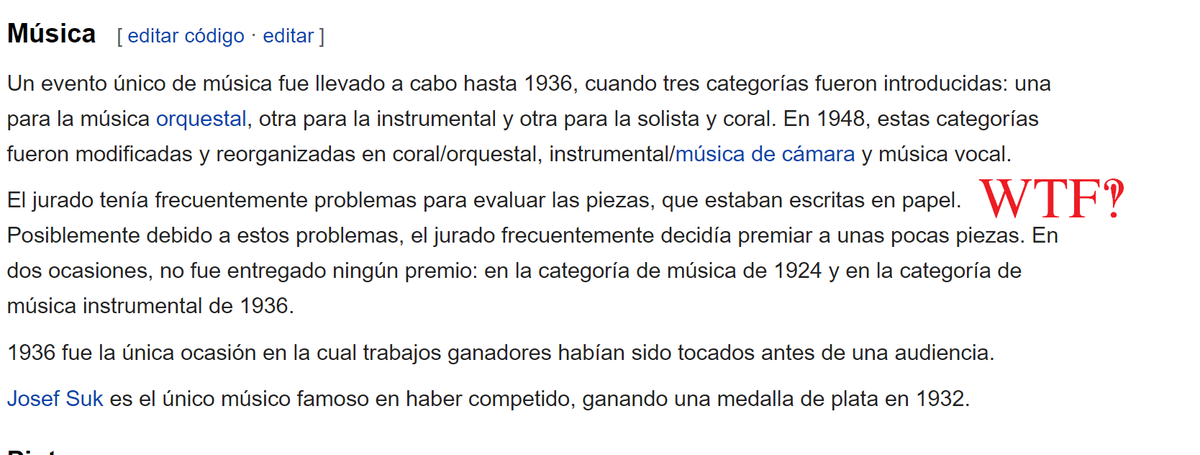 Música [ editar código · editar ]
Un evento único de música fue llevado a cabo hasta 1936, cuando tres categorías fueron introducidas: una
para la música orquestal, otra para la instrumental y otra para la solista y coral. En 1948, estas categorías
fueron modificadas y reorganizadas en coral/orquestal, instrumental/música de cámara y música vocal.
El jurado tenía frecuentemente problemas para evaluar las piezas, que estaban escritas en papel. WTF‽
Posiblemente debido a estos problemas, el jurado frecuentemente decidía premiar a unas pocas piezas. En
dos ocasiones, no fue entregado ningún premio: en la categoría de música de 1924 y en la categoría de
música instrumental de 1936.
1936 fue la única ocasión en la cual trabajos ganadores habían sido tocados antes de una audiencia.
Josef Suk es el único músico famoso en haber competido, ganando una medalla de plata en 1932.